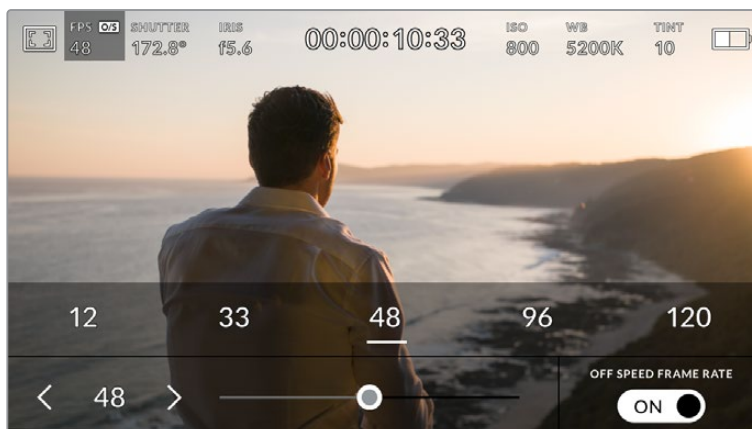 FPS O/S SHUTTER IRIS 00:00:10:33 ISO WB TINT
48 172.8° f5.6 800 5200K 10
12 33 48 96 120
OFF SPEED FRAME RATE
< 48 > ON